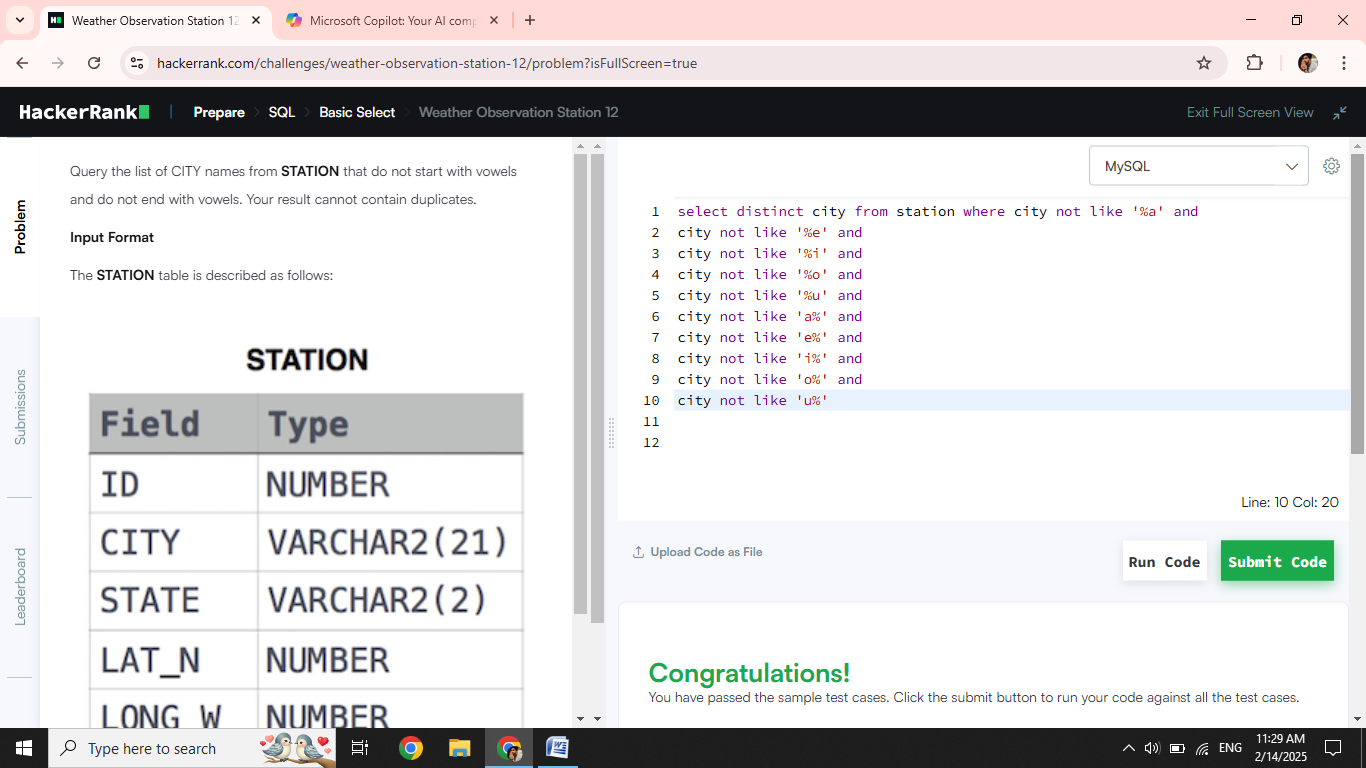 Weather Observation Station 12
Microsoft Copilot: Your AI comp
hackerrank.com/challenges/weather-observation-station-12/problem?isFullScreen=true
HackerRank
Prepare
SQL
Basic Select
Weather Observation Station 12
Exit Full Screen View
Problem
Submissions
Leaderboard
Query the list of CITY names from STATION that do not start with vowels
and do not end with vowels. Your result cannot contain duplicates.
Input Format
The STATION table is described as follows:
STATION
Field Type
ID NUMBER
CITY VARCHAR2(21)
STATE VARCHAR2(2)
LAT_N NUMBER
LONG_W NUMBER
MySQL
1 select distinct city from station where city not like '%a' and
2 city not like '%e' and
3 city not like '%i' and
4 city not like '%o' and
5 city not like '%u' and
6 city not like 'a%' and
7 city not like 'e%' and
8 city not like 'i%' and
9 city not like 'o%' and
10 city not like 'u%'
11
12
Line: 10 Col: 20
Upload Code as File
Run Code
Submit Code
Congratulations!
You have passed the sample test cases. Click the submit button to run your code against all the test cases.
Type here to search
ENG
11:29 AM
2/14/2025